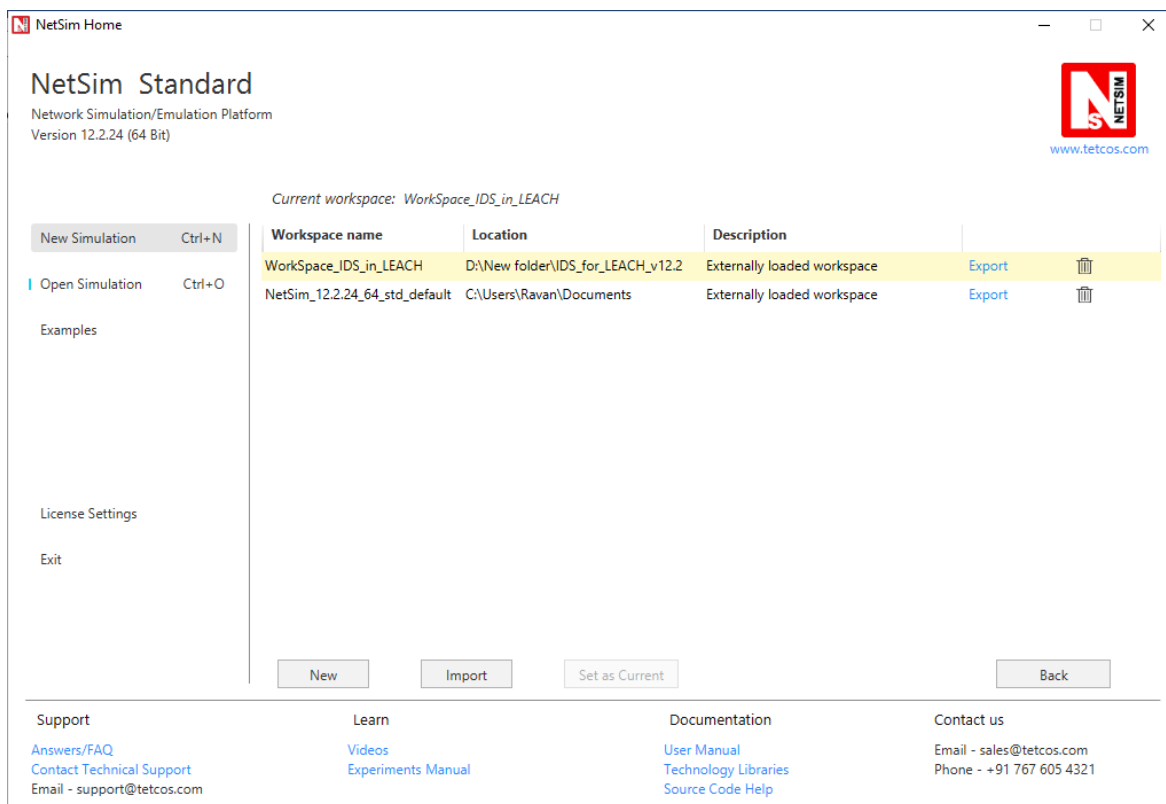 NetSim Home
NetSim Standard
Network Simulation/Emulation Platform
Version 12.2.24 (64 Bit)
N
S
NETSIM
www.tetcos.com
Current workspace: WorkSpace_IDS_in_LEACH
New Simulation Ctrl+N
Open Simulation Ctrl+O
Examples
License Settings
Exit
Workspace name Location Description
WorkSpace_IDS_in_LEACH D:\New folder\IDS_for_LEACH_v12.2 Externally loaded workspace Export
NetSim_12.2.24_64_std_default C:\Users\Ravan\Documents Externally loaded workspace Export
New Import Set as Current Back
Support Learn Documentation Contact us
Answers/FAQ Videos User Manual Email - sales@tetcos.com
Contact Technical Support Experiments Manual Technology Libraries Phone - +91 767 605 4321
Email - support@tetcos.com Source Code Help